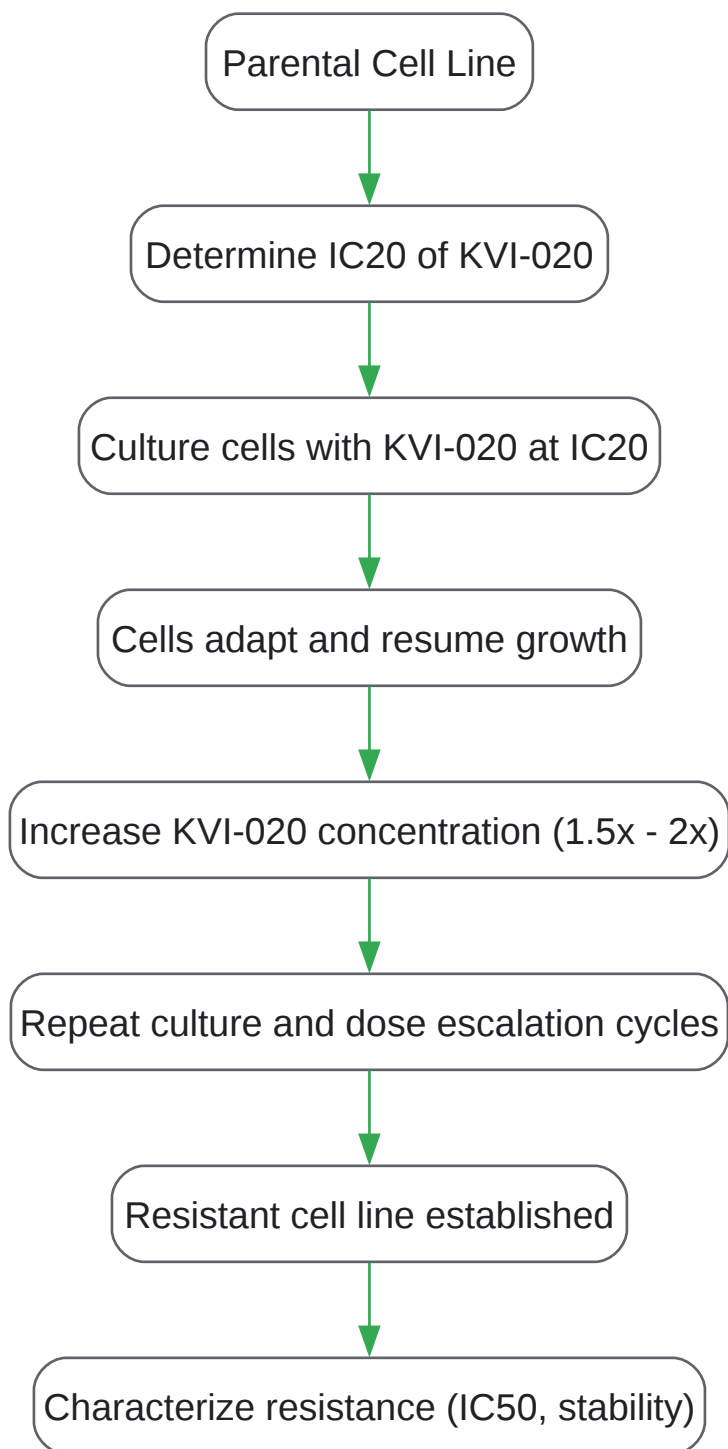 Parental Cell Line
Determine IC20 of KVI-020
Culture cells with KVI-020 at IC20
Cells adapt and resume growth
Increase KVI-020 concentration (1.5x - 2x)
Repeat culture and dose escalation cycles
Resistant cell line established
Characterize resistance (IC50, stability)